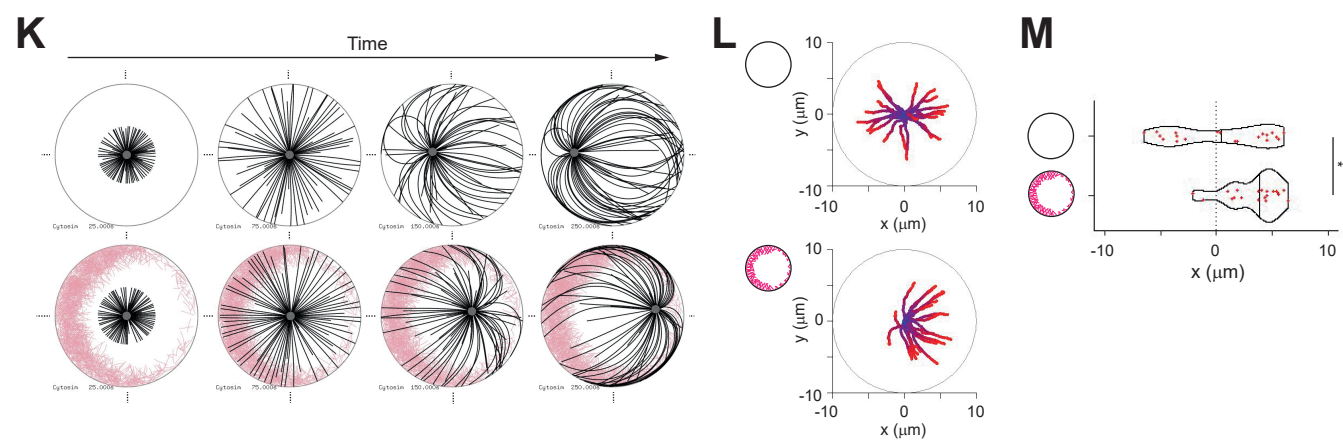 K
Time
Cytosim 25.000s
Cytosim 75.000s
Cytosim 150.000s
Cytosim 250.000s
Cytosim 25.000s
Cytosim 75.000s
Cytosim 150.000s
Cytosim 250.000s
L
10
y (μm)
0
-10
-10 0 10
x (μm)
10
y (μm)
0
-10
-10 0 10
x (μm)
M
*
-10 0 10
x (μm)